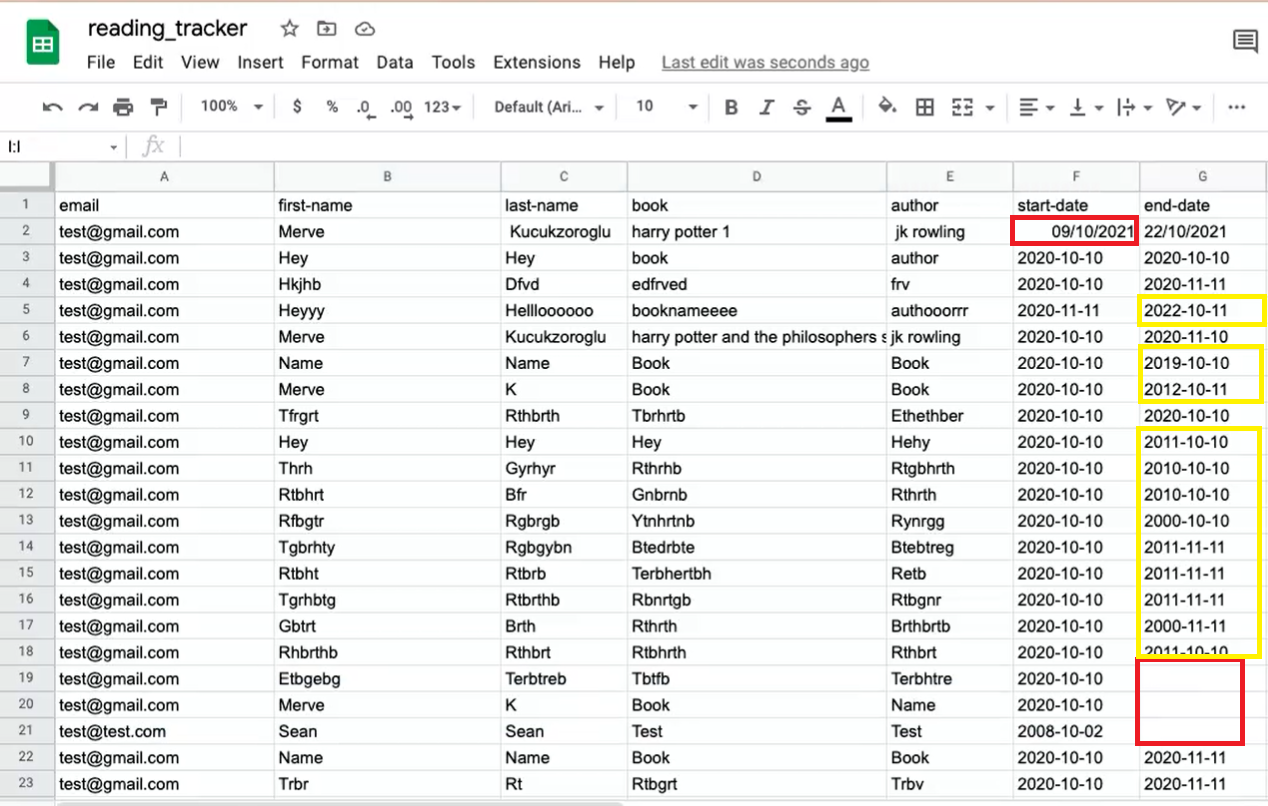 reading_tracker
File Edit View Insert Format Data Tools Extensions Help Last edit was seconds ago
100% $ % .0 .00 123 Default (Ari... 10 B I S A ...
I:I fx
A B C D E F G
1 email first-name last-name book author start-date end-date
2 test@gmail.com Merve Kucukzoroglu harry potter 1 jk rowling 09/10/2021 22/10/2021
3 test@gmail.com Hey Hey book author 2020-10-10 2020-10-10
4 test@gmail.com Hkjhb Dfvd edfrved frv 2020-10-10 2020-11-11
5 test@gmail.com Heyyy Hellloooooo booknameeee authooorrr 2020-11-11 2022-10-11
6 test@gmail.com Merve Kucukzoroglu harry potter and the philosophers s jk rowling 2020-10-10 2020-11-10
7 test@gmail.com Name Name Book Book 2020-10-10 2019-10-10
8 test@gmail.com Merve K Book Book 2020-10-10 2012-10-11
9 test@gmail.com Tfrgrt Rthbrth Tbrhrtb Ethethber 2020-10-10 2020-10-10
10 test@gmail.com Hey Hey Hey Hehy 2020-10-10 2011-10-10
11 test@gmail.com Thrh Gyrhyr Rthrhb Rtgbhrth 2020-10-10 2010-10-10
12 test@gmail.com Rtbhrt Bfr Gnbrnb Rthrth 2020-10-10 2010-10-10
13 test@gmail.com Rfbgtr Rgbrgb Ytnhrtnb Rynrgg 2020-10-10 2000-10-10
14 test@gmail.com Tgbrhty Rgbgybn Btedrbte Btebtreg 2020-10-10 2011-11-11
15 test@gmail.com Rtbht Rtbrb Terbhertbh Retb 2020-10-10 2011-11-11
16 test@gmail.com Tgrhbtg Rtbrthb Rbnrtgb Rtbgnr 2020-10-10 2011-11-11
17 test@gmail.com Gbtrt Brth Rthrth Brthbrtb 2020-10-10 2000-11-11
18 test@gmail.com Rhbrthb Rthbrt Rtbhrth Rthbrt 2020-10-10 2011-10-10
19 test@gmail.com Etbgebg Terbtreb Tbtfb Terbhtre 2020-10-10
20 test@gmail.com Merve K Book Name 2020-10-10
21 test@test.com Sean Sean Test Test 2008-10-02
22 test@gmail.com Name Name Book Book 2020-10-10 2020-11-11
23 test@gmail.com Trbr Rt Rtbgrt Trbv 2020-10-10 2020-11-11